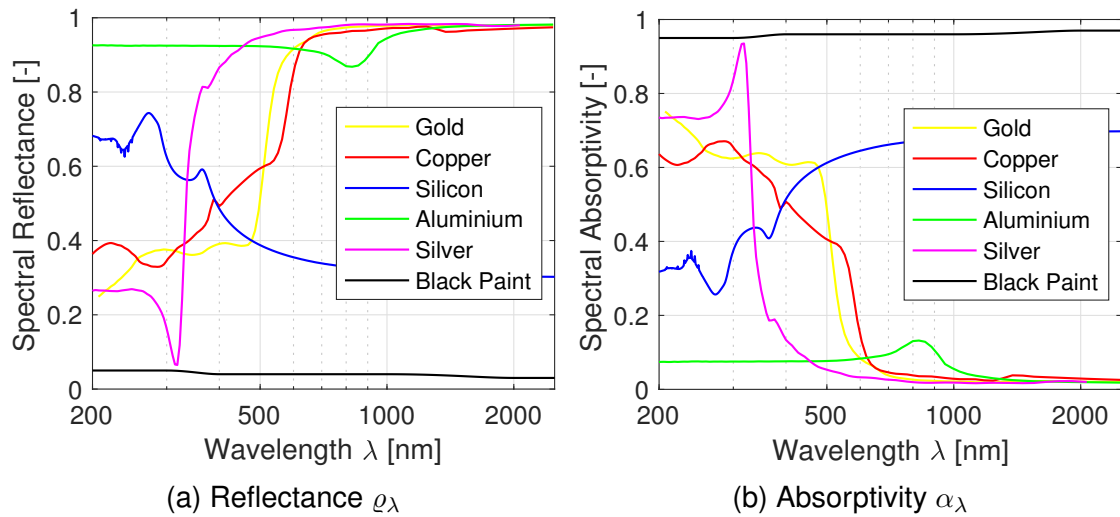 Spectral Reflectance [-]
1
0.8
0.6
0.4
0.2
0
200
500
1000
2000
Wavelength λ [nm]
Gold
Copper
Silicon
Aluminium
Silver
Black Paint
(a) Reflectance ϱλ
Spectral Absorptivity [-]
1
0.8
0.6
0.4
0.2
0
200
500
1000
2000
Wavelength λ [nm]
Gold
Copper
Silicon
Aluminium
Silver
Black Paint
(b) Absorptivity αλ